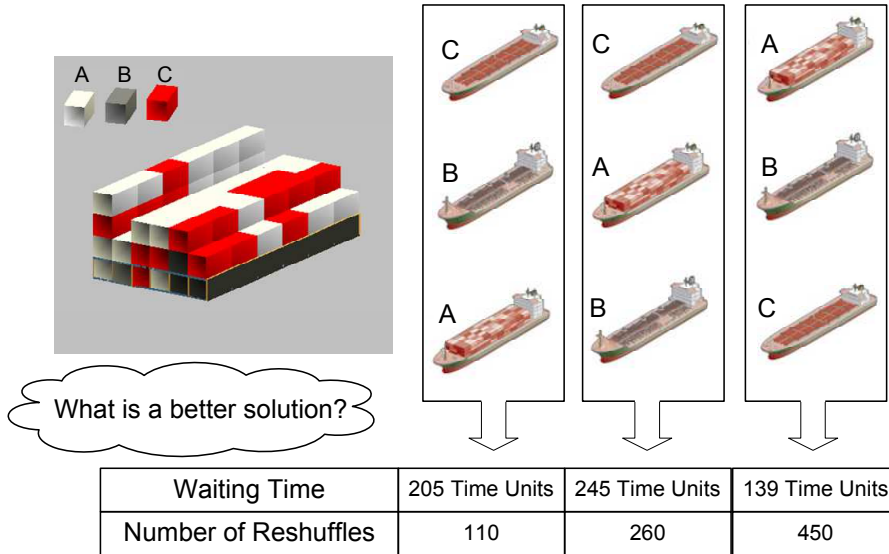 A B C
C
B
A
C
A
B
A
B
C
What is a better solution?
Waiting Time 205 Time Units 245 Time Units 139 Time Units
Number of Reshuffles 110 260 450